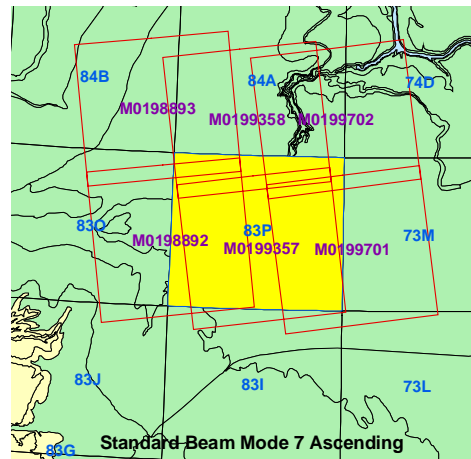 84B
84A
74D
M0198893
M0199358
M0199702
83O
83P
73M
M0198892
M0199357
M0199701
83J
83I
73L
83G
Standard Beam Mode 7 Ascending